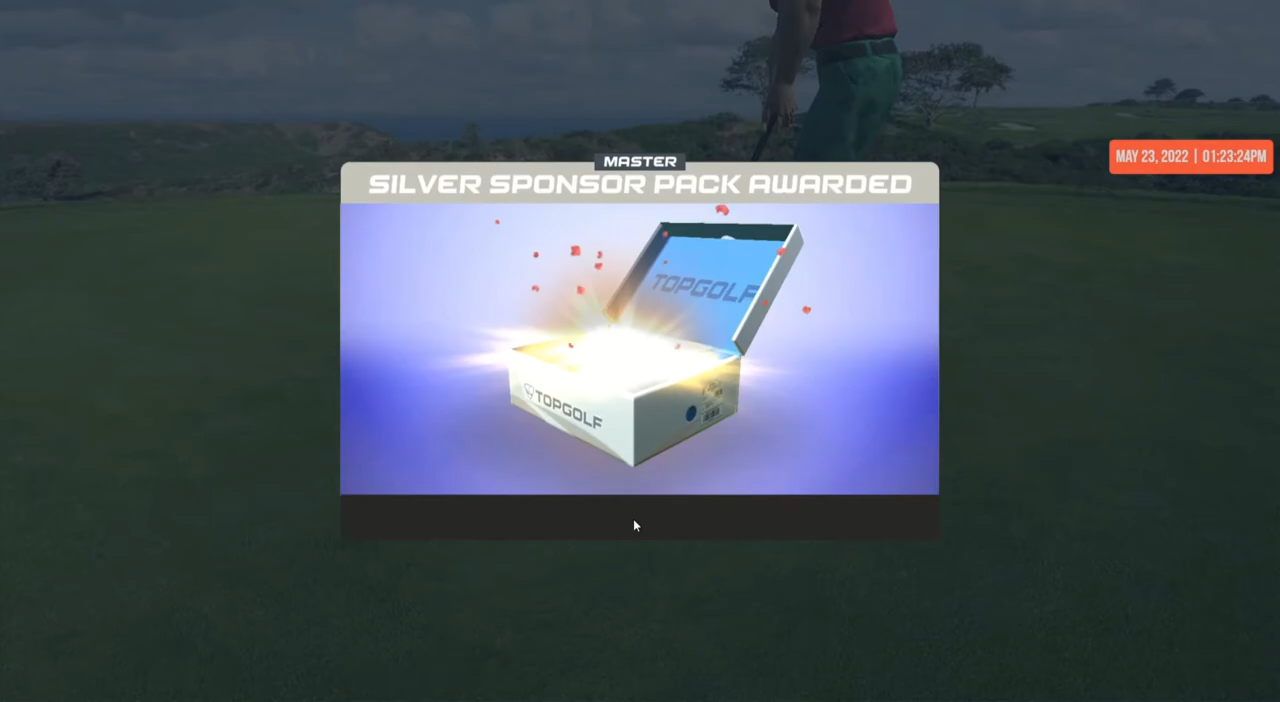 MASTER
SILVER SPONSOR PACK AWARDED
MAY 23, 2022 | 01:23:24PM
TOPGOLF
TOPGOLF